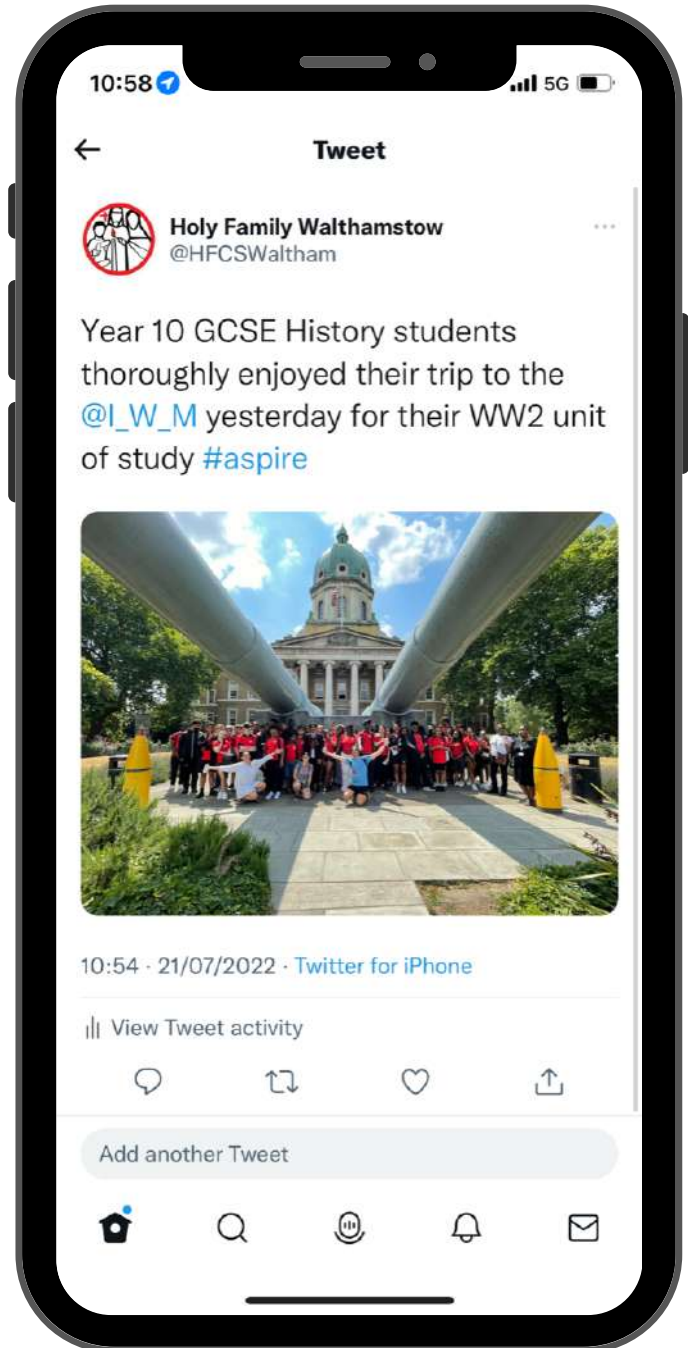 10:58
5G
Tweet
Holy Family Walthamstow
@HFCSWaltham
Year 10 GCSE History students
thoroughly enjoyed their trip to the
@I_W_M yesterday for their WW2 unit
of study #aspire
10:54 · 21/07/2022 · Twitter for iPhone
View Tweet activity
Add another Tweet